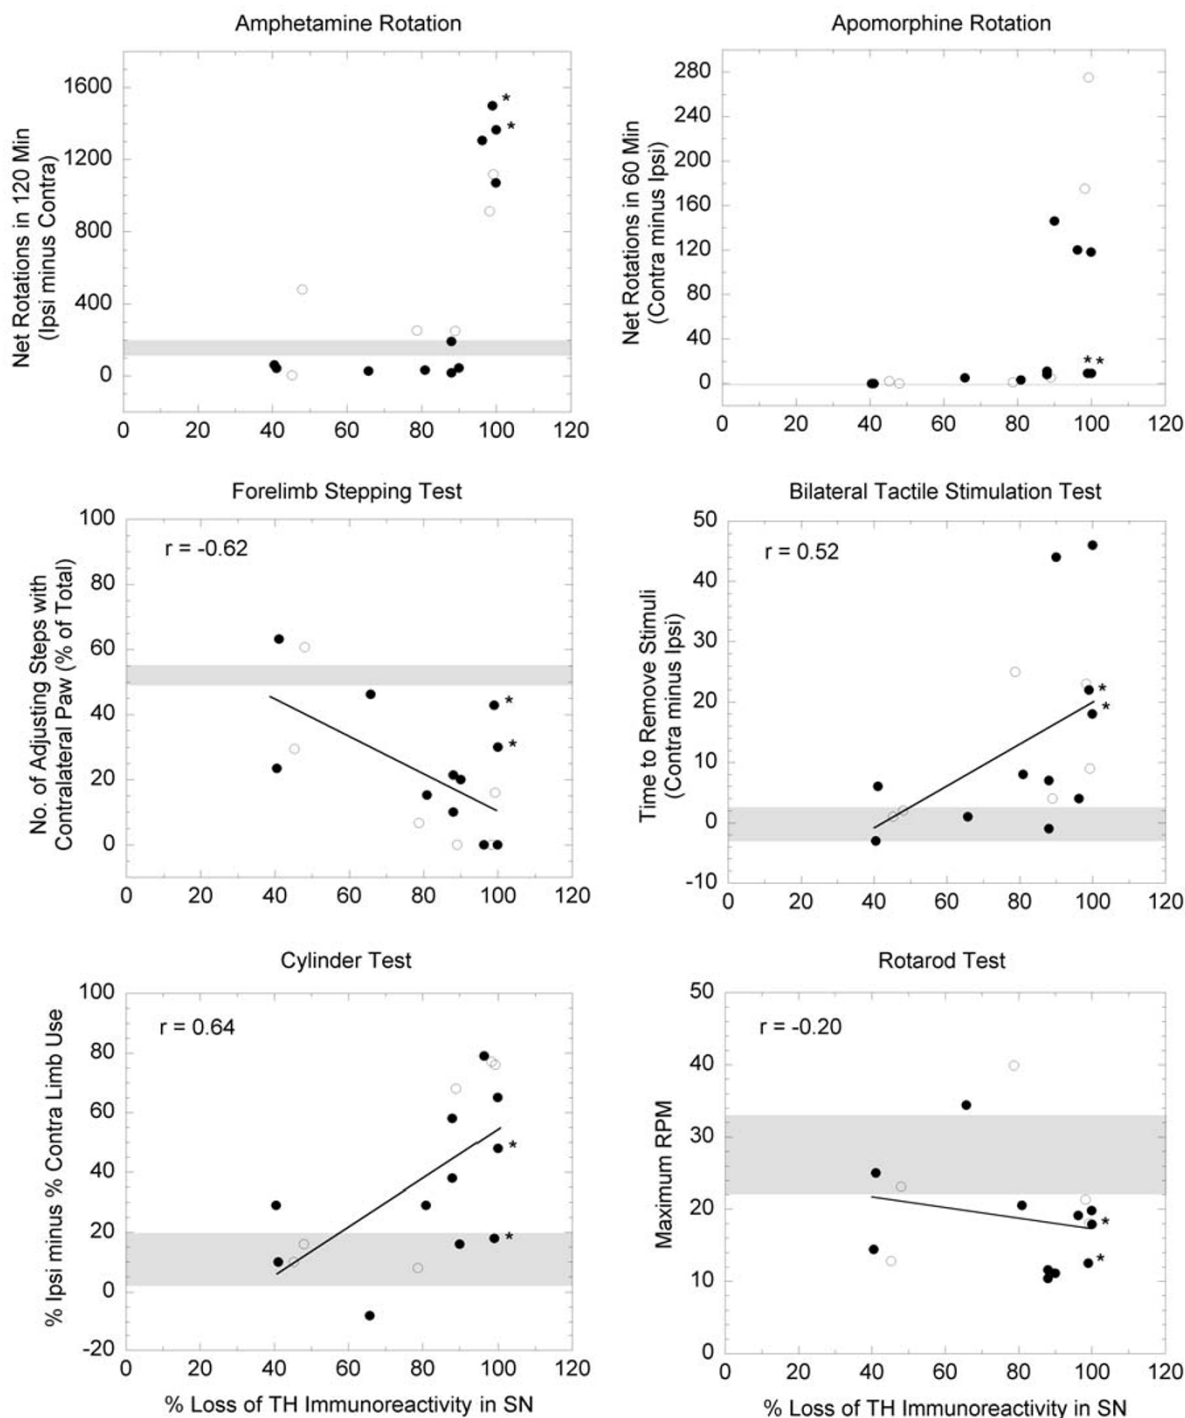 Amphetamine Rotation
Net Rotations in 120 Min
(Ipsi minus Contra)
1600
1200
800
400
0
* 
*
0 20 40 60 80 100 120
Apomorphine Rotation
Net Rotations in 60 Min
(Contra minus Ipsi)
280
240
200
160
120
80
40
0
* *
0 20 40 60 80 100 120
Forelimb Stepping Test
No. of Adjusting Steps with
Contralateral Paw (% of Total)
100
80
60
40
20
0
r = -0.62
*
*
0 20 40 60 80 100 120
Bilateral Tactile Stimulation Test
Time to Remove Stimuli
(Contra minus Ipsi)
50
40
30
20
10
0
-10
r = 0.52
*
*
0 20 40 60 80 100 120
Cylinder Test
% Ipsi minus % Contra Limb Use
100
80
60
40
20
0
-20
r = 0.64
*
*
0 20 40 60 80 100 120
% Loss of TH Immunoreactivity in SN
Rotarod Test
Maximum RPM
50
40
30
20
10
0
r = -0.20
*
*
0 20 40 60 80 100 120
% Loss of TH Immunoreactivity in SN